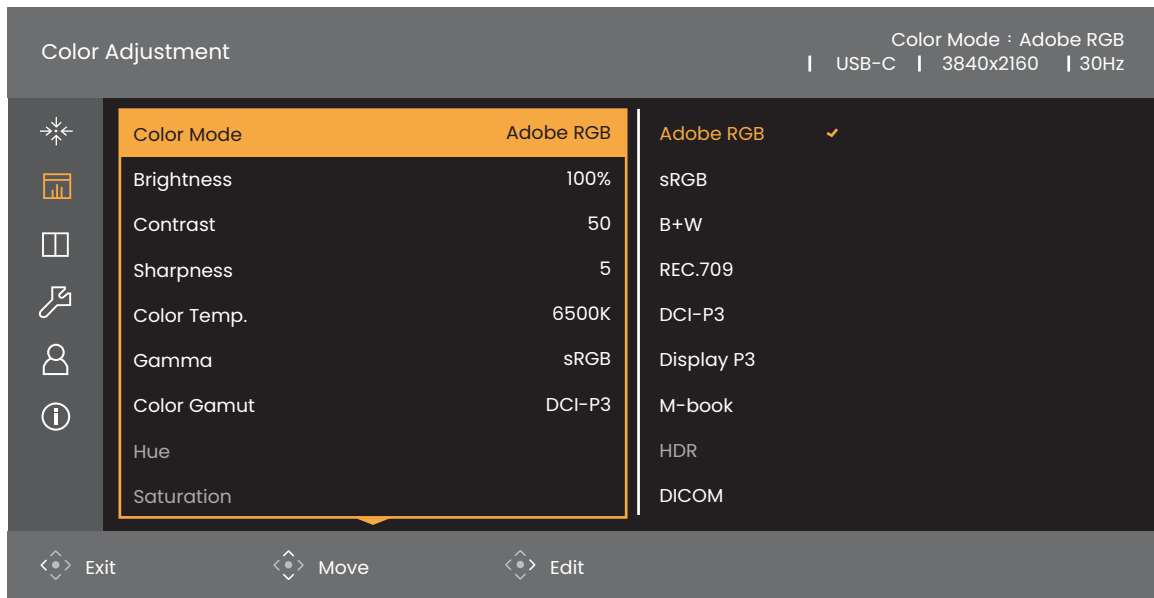 Color Adjustment
Color Mode : Adobe RGB
| USB-C | 3840x2160 | 30Hz
Color Mode Adobe RGB
Brightness 100%
Contrast 50
Sharpness 5
Color Temp. 6500K
Gamma sRGB
Color Gamut DCI-P3
Hue
Saturation
Adobe RGB
sRGB
B+W
REC.709
DCI-P3
Display P3
M-book
HDR
DICOM
Exit Move Edit